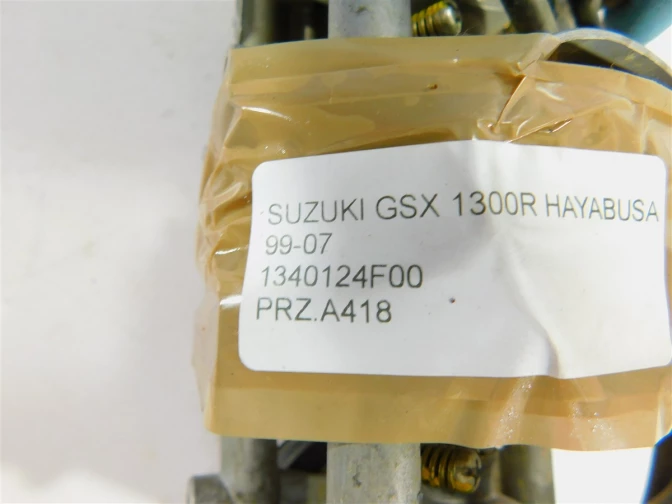 SUZUKI GSX 1300R HAYABUSA
99-07
1340124F00
PRZ.A418